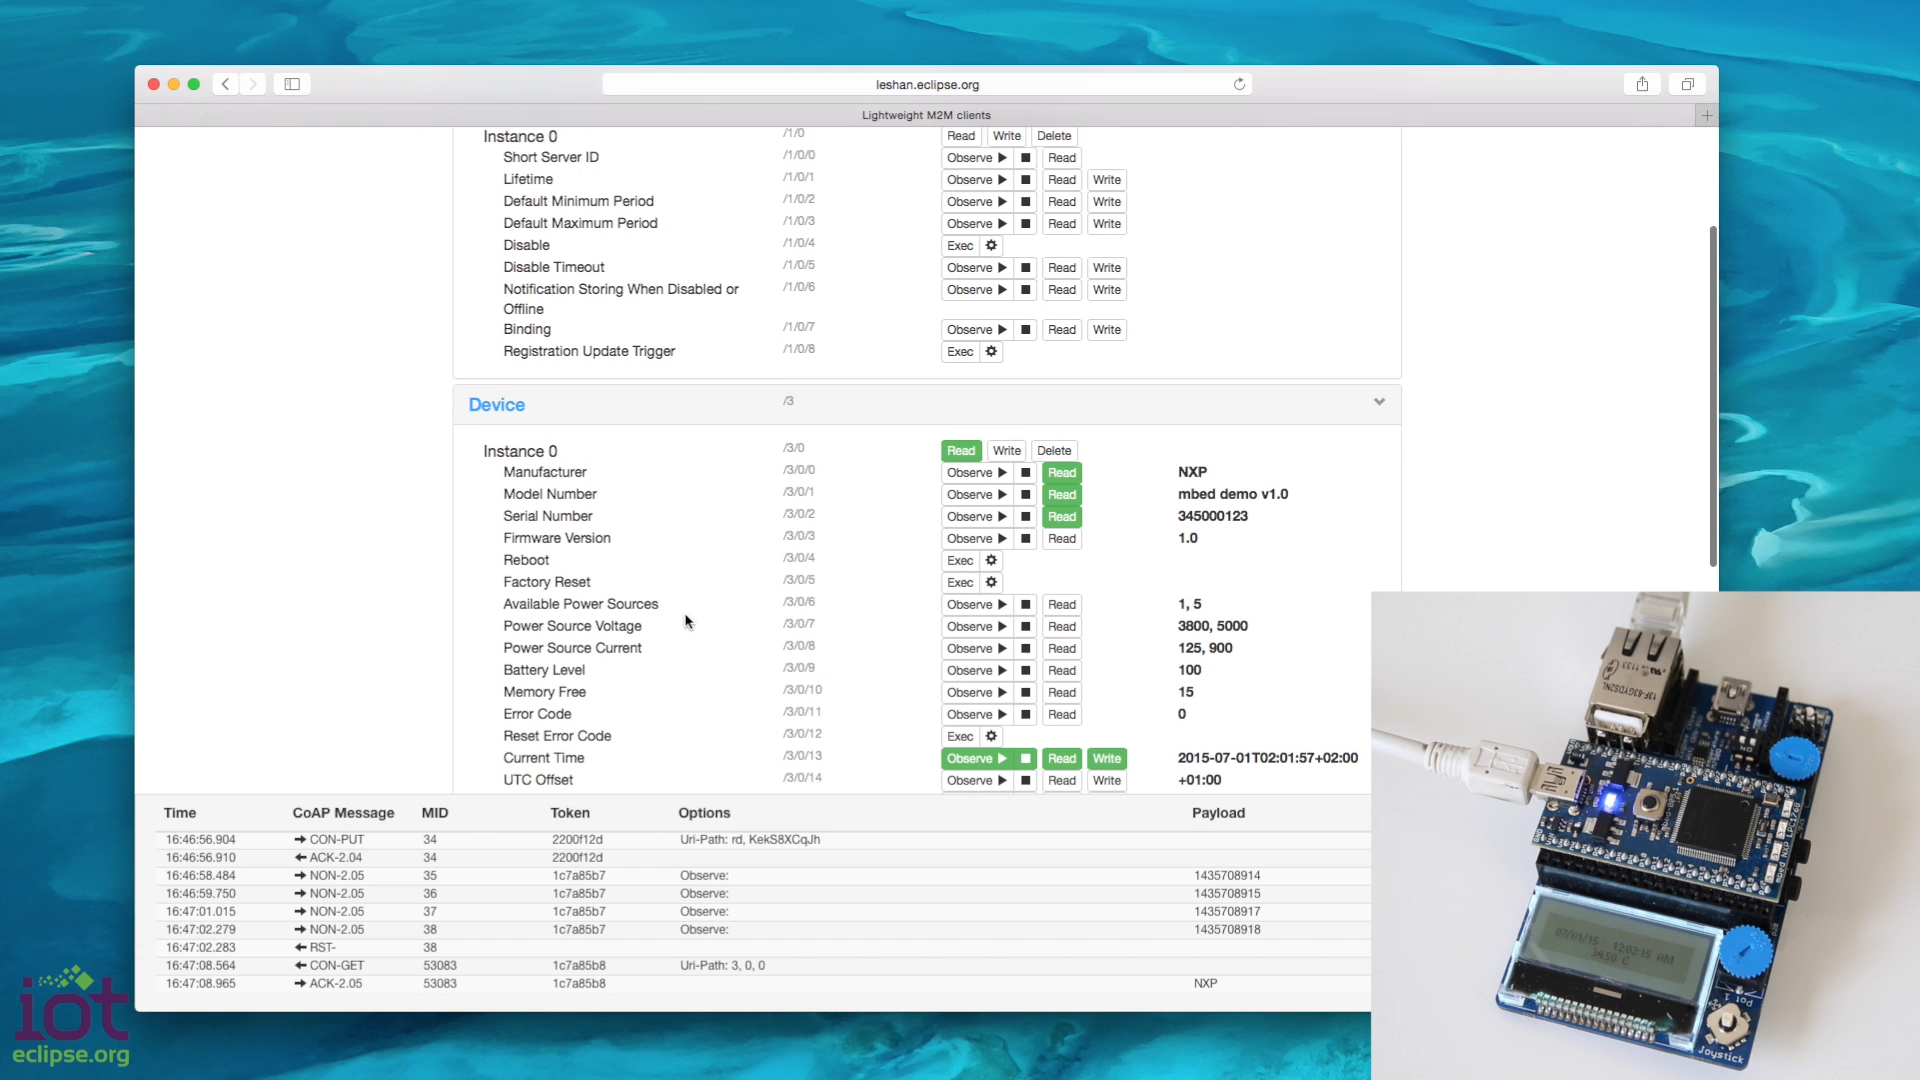 leshan.eclipse.org
Lightweight M2M clients
Instance 0 /1/0 Read Write Delete
Short Server ID /1/0/0 Observe Read
Lifetime /1/0/1 Observe Read Write
Default Minimum Period /1/0/2 Observe Read Write
Default Maximum Period /1/0/3 Observe Read Write
Disable /1/0/4 Exec
Disable Timeout /1/0/5 Observe Read Write
Notification Storing When Disabled or /1/0/6 Observe Read Write
Offline
Binding /1/0/7 Observe Read Write
Registration Update Trigger /1/0/8 Exec
Device /3
Instance 0 /3/0 Read Write Delete
Manufacturer /3/0/0 Observe Read NXP
Model Number /3/0/1 Observe Read mbed demo v1.0
Serial Number /3/0/2 Observe Read 345000123
Firmware Version /3/0/3 Observe Read 1.0
Reboot /3/0/4 Exec
Factory Reset /3/0/5 Exec
Available Power Sources /3/0/6 Observe Read 1, 5
Power Source Voltage /3/0/7 Observe Read 3800, 5000
Power Source Current /3/0/8 Observe Read 125, 900
Battery Level /3/0/9 Observe Read 100
Memory Free /3/0/10 Observe Read 15
Error Code /3/0/11 Observe Read 0
Reset Error Code /3/0/12 Exec
Current Time /3/0/13 Observe Read Write 2015-07-01T02:01:57+02:00
UTC Offset /3/0/14 Observe Read Write +01:00
Time CoAP Message MID Token Options Payload
16:46:56.904 CON-PUT 34 2200f12d Uri-Path: rd, KekS8XCqJh
16:46:56.910 ACK-2.04 34 2200f12d
16:46:58.484 NON-2.05 35 1c7a85b7 Observe: 1435708914
16:46:59.750 NON-2.05 36 1c7a85b7 Observe: 1435708915
16:47:01.015 NON-2.05 37 1c7a85b7 Observe: 1435708917
16:47:02.279 NON-2.05 38 1c7a85b7 Observe: 1435708918
16:47:02.283 RST- 38
16:47:08.564 CON-GET 53083 1c7a85b8 Uri-Path: 3, 0, 0
16:47:08.965 ACK-2.05 53083 1c7a85b8 NXP
iot
eclipse.org
mbed NXP LPC1768
07/01/15 - 12:02:15 AM
34.50 C
Pot 1
Joystick